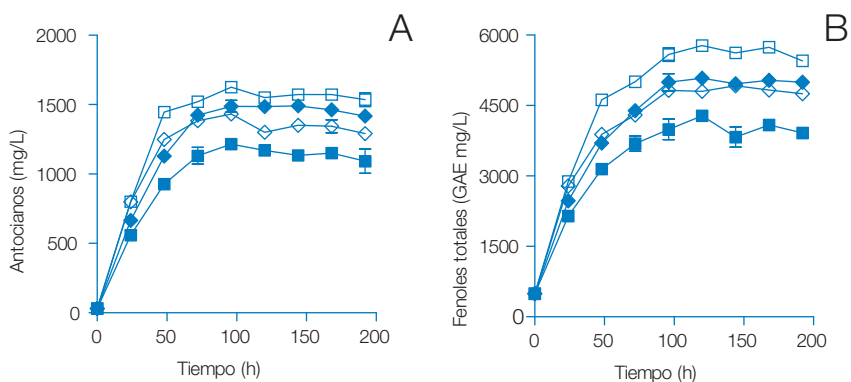 A
2000
1500
1000
500
0
Antocianos (mg/L)
0 50 100 150 200
Tiempo (h)
B
6000
4500
3000
1500
0
Fenoles totales (GAE mg/L)
0 50 100 150 200
Tiempo (h)